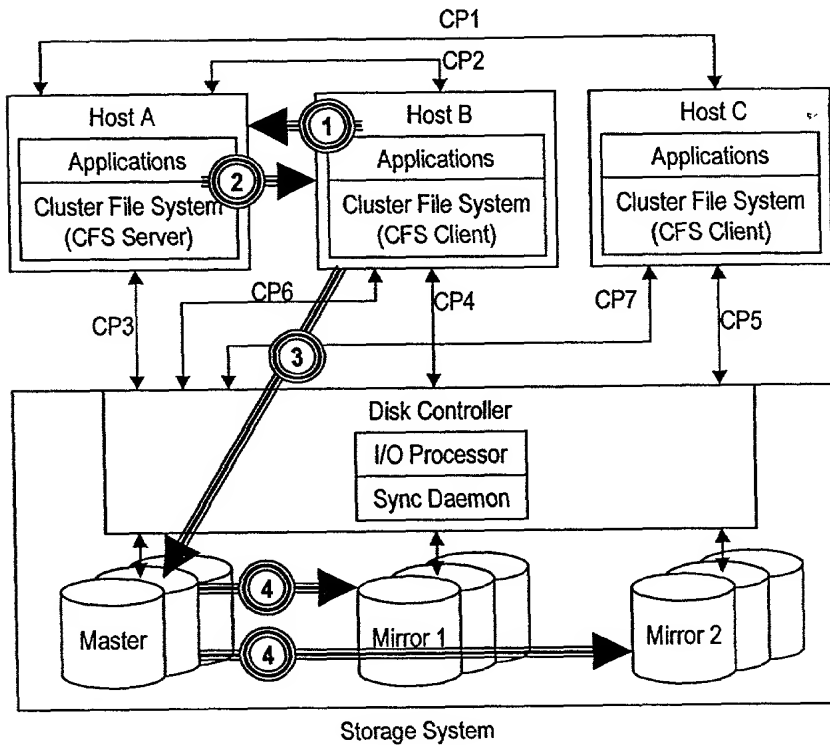 CP1
CP2
Host A
1
Host B
Host C
Applications
2
Applications
Applications
Cluster File System
(CFS Server)
Cluster File System
(CFS Client)
Cluster File System
(CFS Client)
CP3
CP6
CP4
CP7
CP5
3
Disk Controller
I/O Processor
Sync Daemon
Master
4
4
Mirror 1
Mirror 2
Storage System